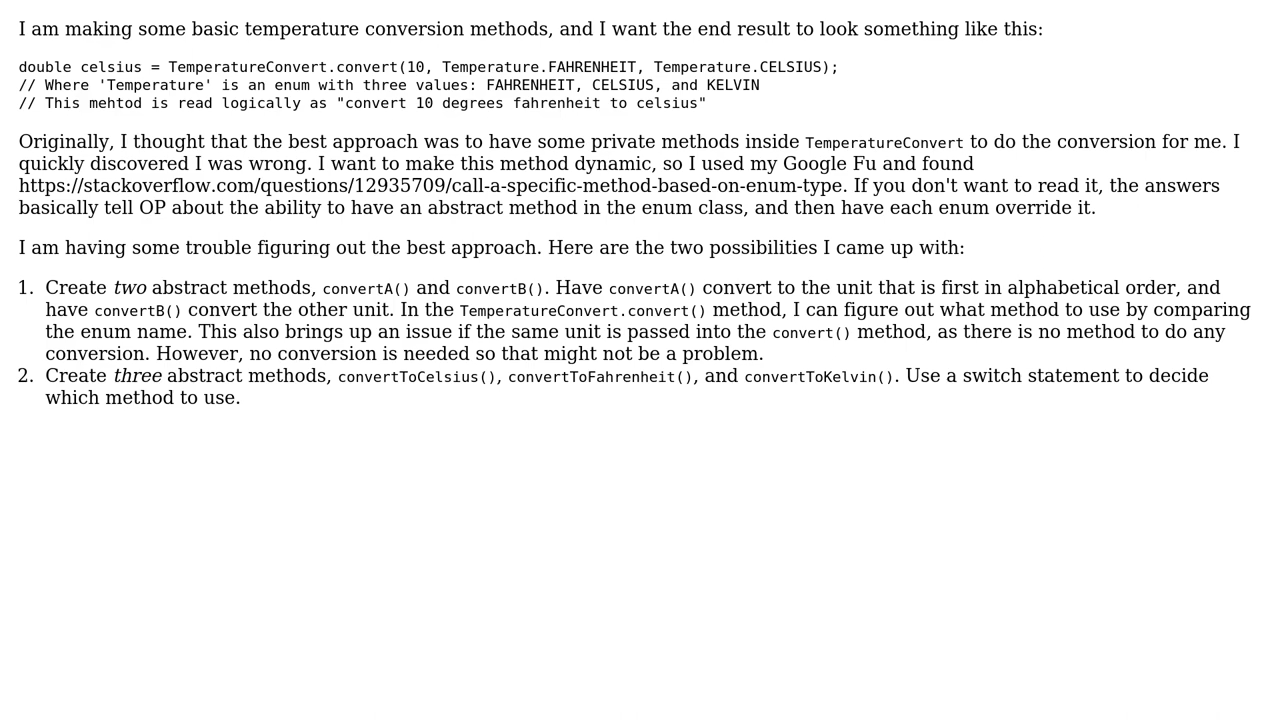 I am making some basic temperature conversion methods, and I want the end result to look something like this:
double celsius = TemperatureConvert.convert(10, Temperature.FAHRENHEIT, Temperature.CELSIUS);
// Where 'Temperature' is an enum with three values: FAHRENHEIT, CELSIUS, and KELVIN
// This mehtod is read logically as "convert 10 degrees fahrenheit to celsius"
Originally, I thought that the best approach was to have some private methods inside TemperatureConvert to do the conversion for me. I
quickly discovered I was wrong. I want to make this method dynamic, so I used my Google Fu and found
https://stackoverflow.com/questions/12935709/call-a-specific-method-based-on-enum-type. If you don't want to read it, the answers
basically tell OP about the ability to have an abstract method in the enum class, and then have each enum override it.
I am having some trouble figuring out the best approach. Here are the two possibilities I came up with:
1. Create two abstract methods, convertA() and convertB(). Have convertA() convert to the unit that is first in alphabetical order, and
have convertB() convert the other unit. In the TemperatureConvert.convert() method, I can figure out what method to use by comparing
the enum name. This also brings up an issue if the same unit is passed into the convert() method, as there is no method to do any
conversion. However, no conversion is needed so that might not be a problem.
2. Create three abstract methods, convertToCelsius(), convertToFahrenheit(), and convertToKelvin(). Use a switch statement to decide
which method to use.